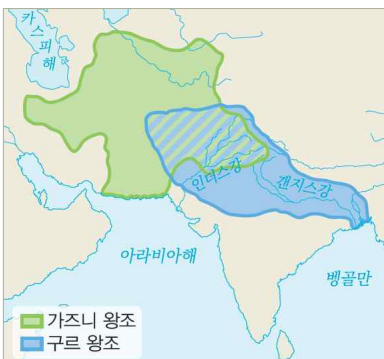 카스피해
인더스강
갠지스강
아라비아해
벵골만
가즈니 왕조
구르 왕조